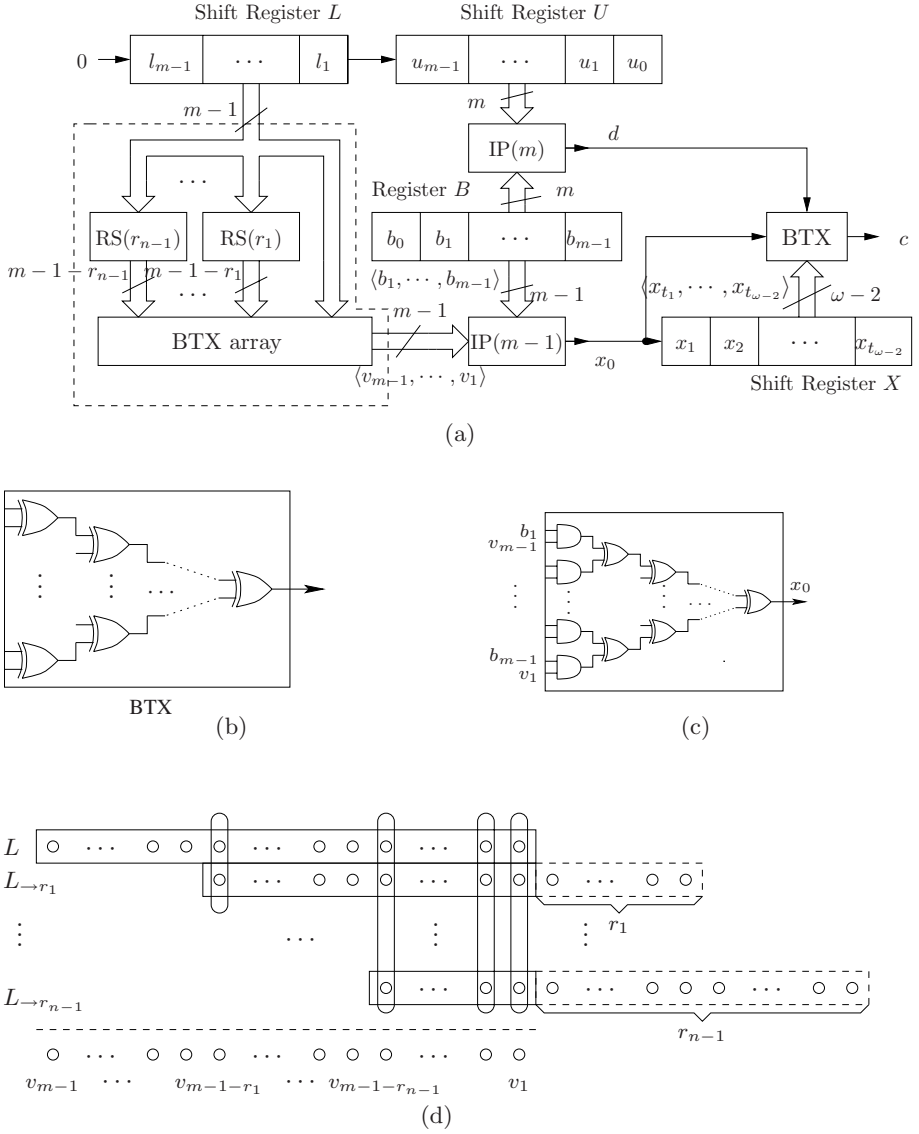 Shift Register L
Shift Register U
0
l_{m−1} ⋯ l_1
u_{m−1} ⋯ u_1 u_0
m − 1
m
IP(m)
d
⋯
Register B
m
RS(r_{n−1})
RS(r_1)
b_0 b_1 ⋯ b_{m−1}
BTX
c
m−1−r_{n−1}
m−1−r_1
⋯
⟨b_1, ⋯ , b_{m−1}⟩
m − 1
⟨x_{t_1}, ⋯ , x_{t_{ω−2}}⟩
ω − 2
BTX array
m − 1
IP(m−1)
x_0
x_1 x_2 ⋯ x_{t_{ω−2}}
⟨v_{m−1}, ⋯ , v_1⟩
Shift Register X
(a)
⋮ ⋮ ⋯
BTX
(b)
b_1
v_{m−1}
⋮ ⋮ ⋮ ⋯
x_0
b_{m−1}
v_1
(c)
L ⋯ ⋯ ⋯
L_{→r_1} ⋯ ⋯ ⋯
r_1
⋮ ⋯ ⋮ ⋮
L_{→r_{n−1}} ⋯ ⋯ ⋯
r_{n−1}
⋯ ⋯ ⋯
v_{m−1} ⋯ v_{m−1−r_1} ⋯ v_{m−1−r_{n−1}} v_1
(d)